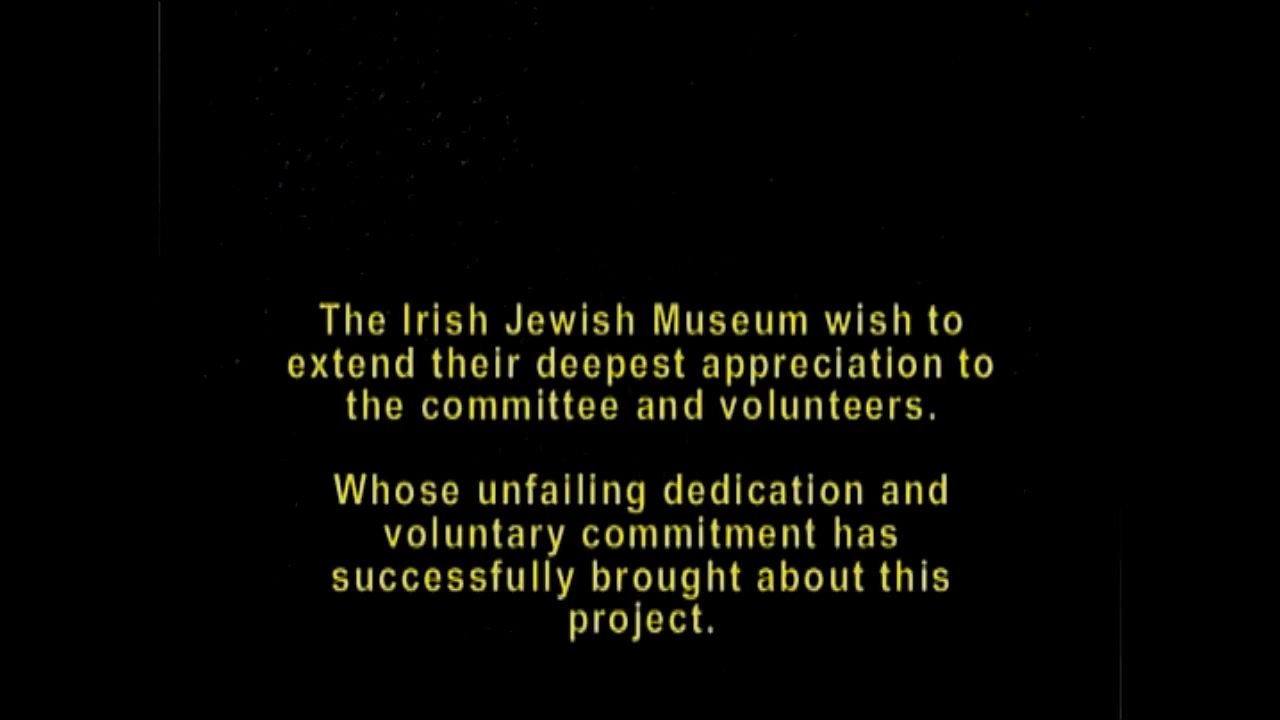 The Irish Jewish Museum wish to
extend their deepest appreciation to
the committee and volunteers.
Whose unfailing dedication and
voluntary commitment has
successfully brought about this
project.